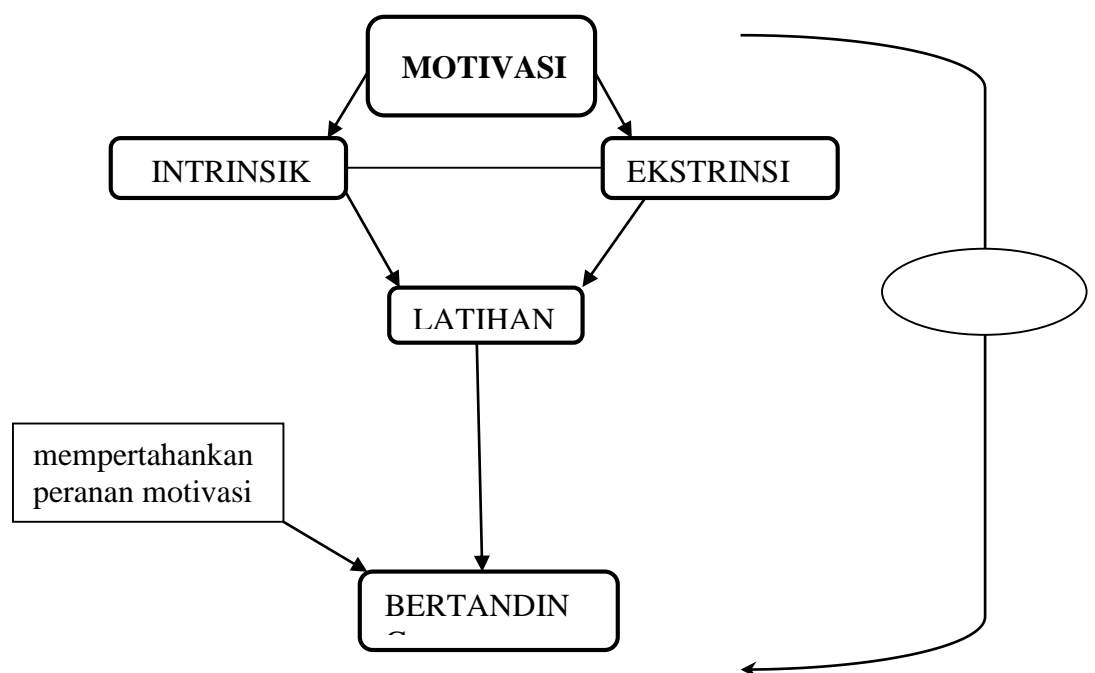 MOTIVASI
INTRINSIK
EKSTRINSI
LATIHAN
mempertahankan
peranan motivasi
BERTANDIN